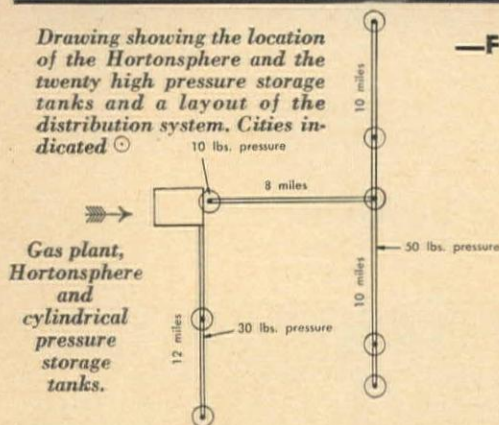 Drawing showing the location
of the Hortonsphere and the
twenty high pressure storage
tanks and a layout of the
distribution system. Cities in-
dicated ⊙
10 lbs. pressure
—F
10 miles
8 miles
Gas plant,
Hortonsphere
and
cylindrical
pressure
storage
tanks.
50 lbs. pressure
10 miles
30 lbs. pressure
12 miles